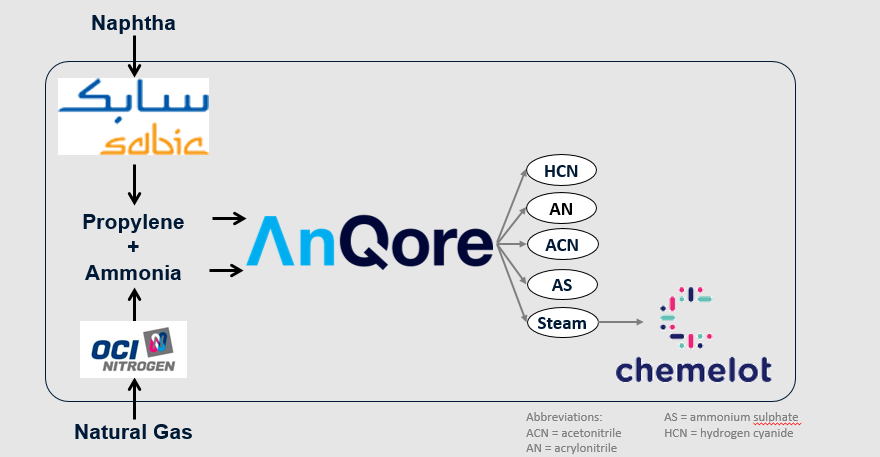 Naphtha
سابك
sabic
Propylene
+
Ammonia
OCI
NITROGEN
Natural Gas
AnQore
HCN
AN
ACN
AS
Steam
chemelot
Abbreviations:
ACN = acetonitrile
AN = acrylonitrile
AS = ammonium sulphate
HCN = hydrogen cyanide